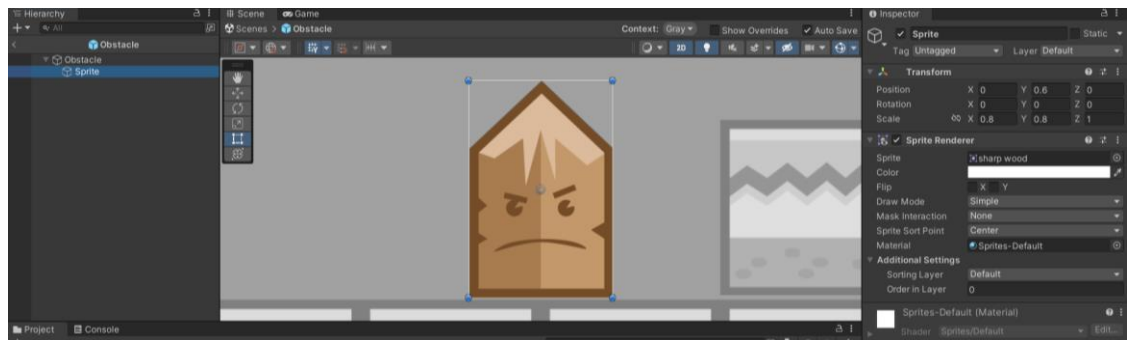 Hierarchy
All
Obstacle
Obstacle
Sprite
Project Console
Scene Game
Scenes > Obstacle
Context: Gray Show Overrides Auto Save
2D
Inspector
Sprite Static
Tag Untagged Layer Default
Transform
Position X 0 Y 0.6 Z 0
Rotation X 0 Y 0 Z 0
Scale X 0.8 Y 0.8 Z 1
Sprite Renderer
Sprite sharp wood
Color
Flip X Y
Draw Mode Simple
Mask Interaction None
Sprite Sort Point Center
Material Sprites-Default
Additional Settings
Sorting Layer Default
Order in Layer 0
Sprites-Default (Material)
Shader Sprites/Default Edit...